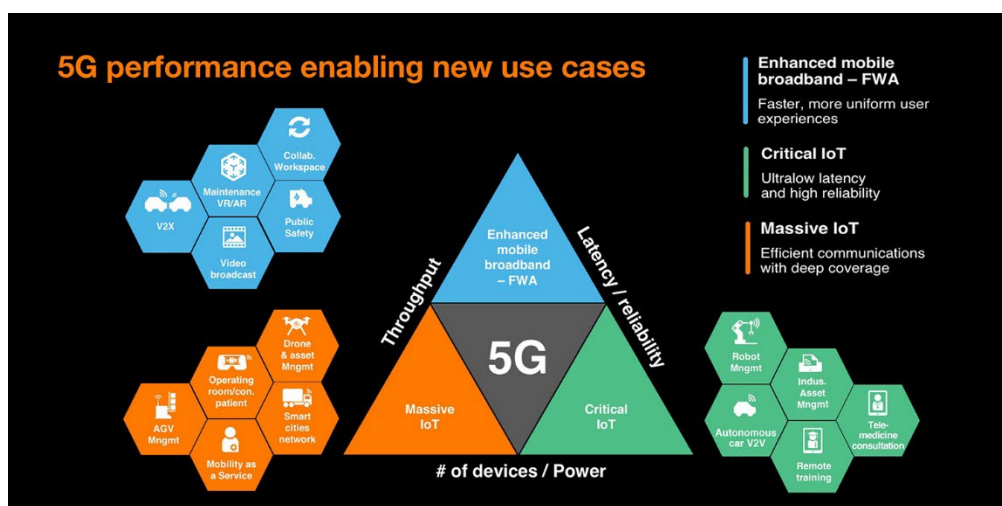 5G performance enabling new use cases
Enhanced mobile
broadband – FWA
Faster, more uniform user
experiences
Critical IoT
Ultralow latency
and high reliability
Massive IoT
Efficient communications
with deep coverage
Collab.
Workspace
Maintenance
VR/AR
V2X
Public
Safety
Video
broadcast
Enhanced
mobile
broadband
– FWA
Throughput
Latency / reliability
5G
Massive
IoT
Critical
IoT
# of devices / Power
Drone
& asset
Mngmt
Operating
room/con.
patient
AGV
Mngmt
Smart
cities
network
Mobility as
a Service
Robot
Mngmt
Indus.
Asset
Mngmt
Autonomous
car V2V
Tele-
medicine
consultation
Remote
training